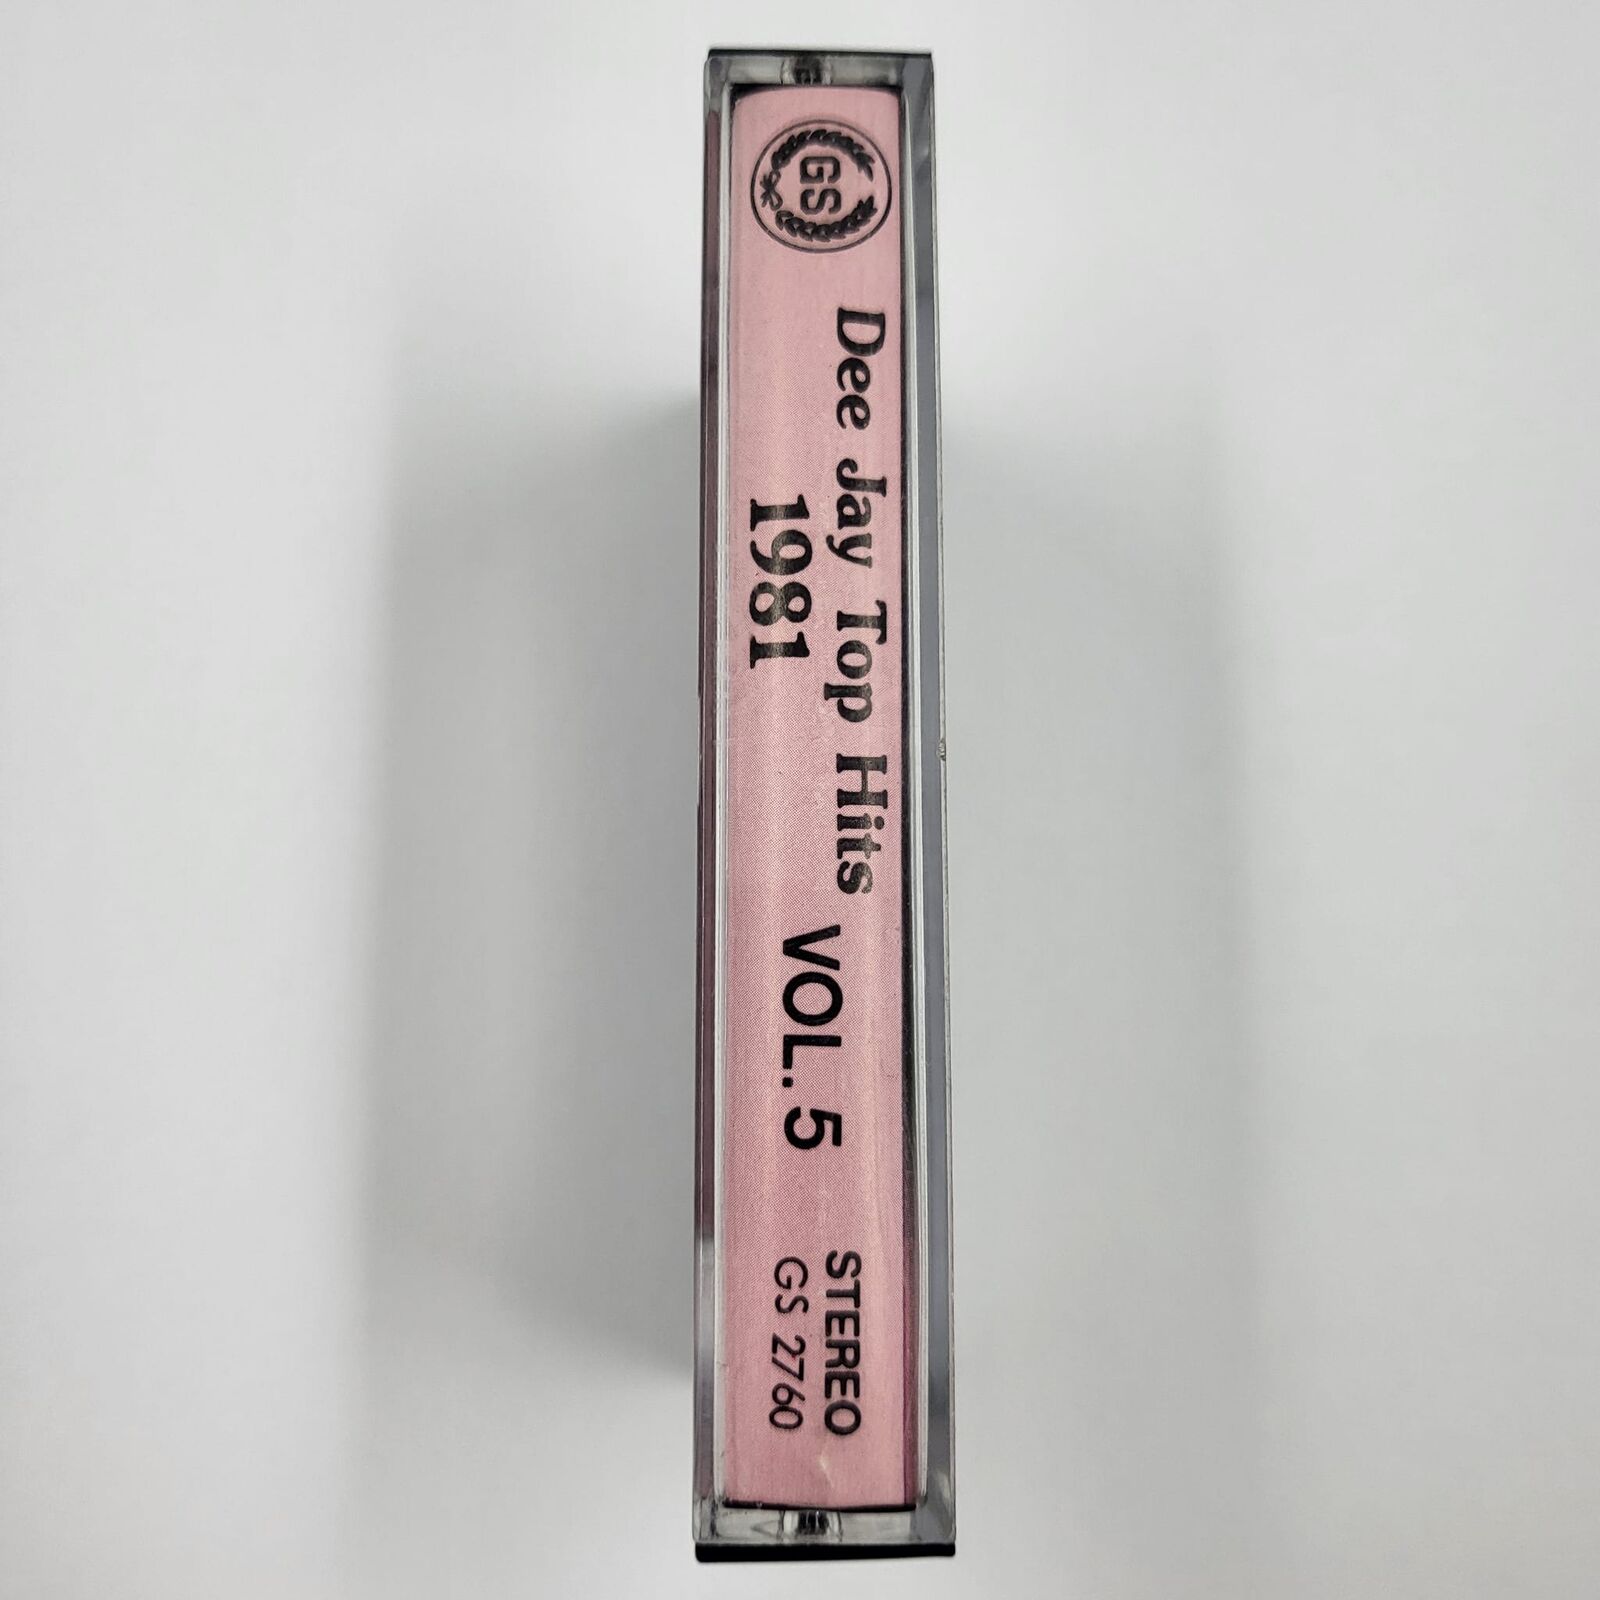 GS
Dee Jay Top Hits
1981
VOL. 5
STEREO
GS 2760